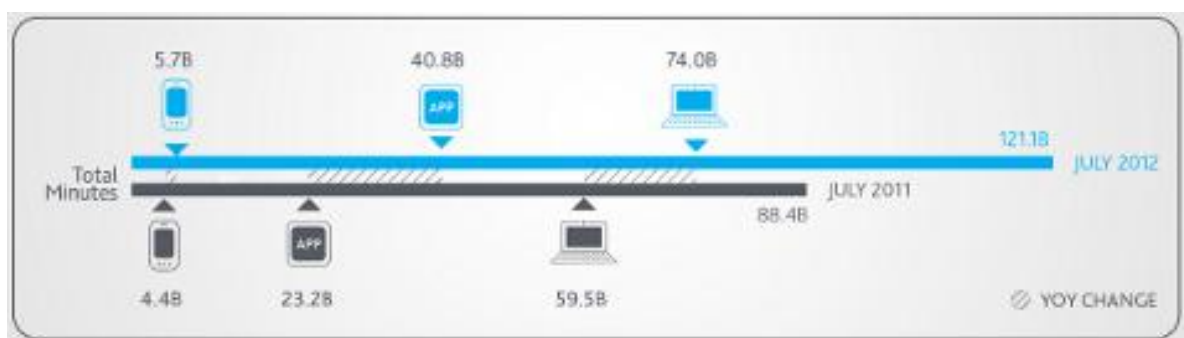 5.7B 40.8B 74.0B
APP
121.1B
JULY 2012
Total
Minutes
JULY 2011
88.4B
APP
4.4B 23.2B 59.5B
YOY CHANGE